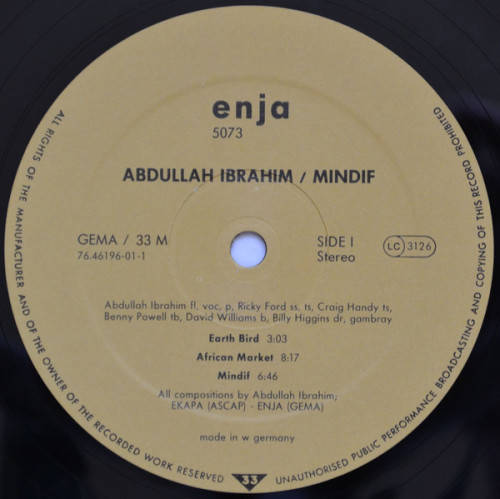 enja
5073
ABDULLAH IBRAHIM / MINDIF
GEMA / 33 M
76.46196-01-1
SIDE I
Stereo
LC 3126
Abdullah Ibrahim fl, voc, p, Ricky Ford ss, ts, Craig Handy ts,
Benny Powell tb, David Williams b, Billy Higgins dr, gambray
Earth Bird 3:03
African Market 8:17
Mindif 6:46
All compositions by Abdullah Ibrahim;
EKAPA (ASCAP) - ENJA (GEMA)
made in w germany
ALL RIGHTS OF THE MANUFACTURER AND OF THE OWNER OF THE RECORDED WORK RESERVED
33
UNAUTHORISED PUBLIC PERFORMANCE BROADCASTING AND COPYING OF THIS RECORD PROHIBITED